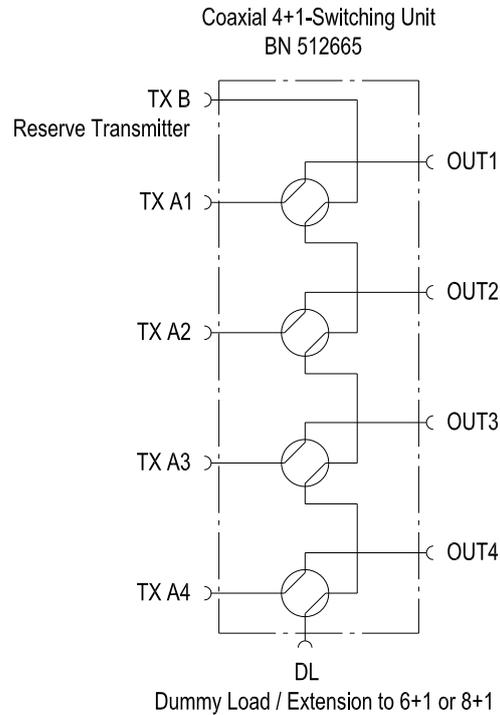 Coaxial 4+1-Switching Unit
BN 512665
TX B
Reserve Transmitter
OUT1
TX A1
OUT2
TX A2
OUT3
TX A3
OUT4
TX A4
DL
Dummy Load / Extension to 6+1 or 8+1